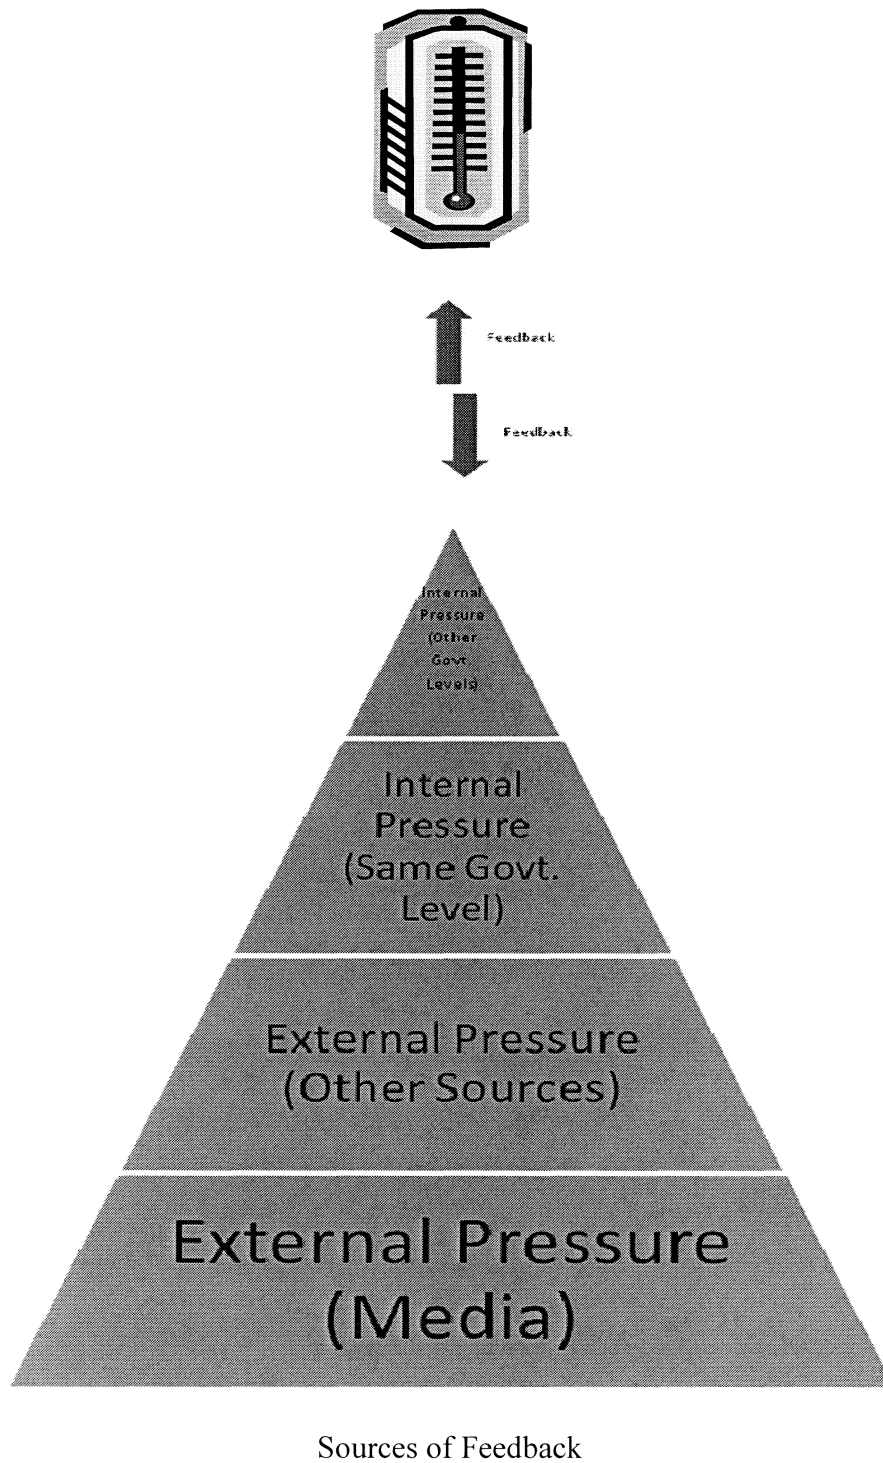 Feedback
Feedback
Internal
Pressure
(Other
Govt.
Levels)
Internal
Pressure
(Same Govt.
Level)
External Pressure
(Other Sources)
External Pressure
(Media)
Sources of Feedback